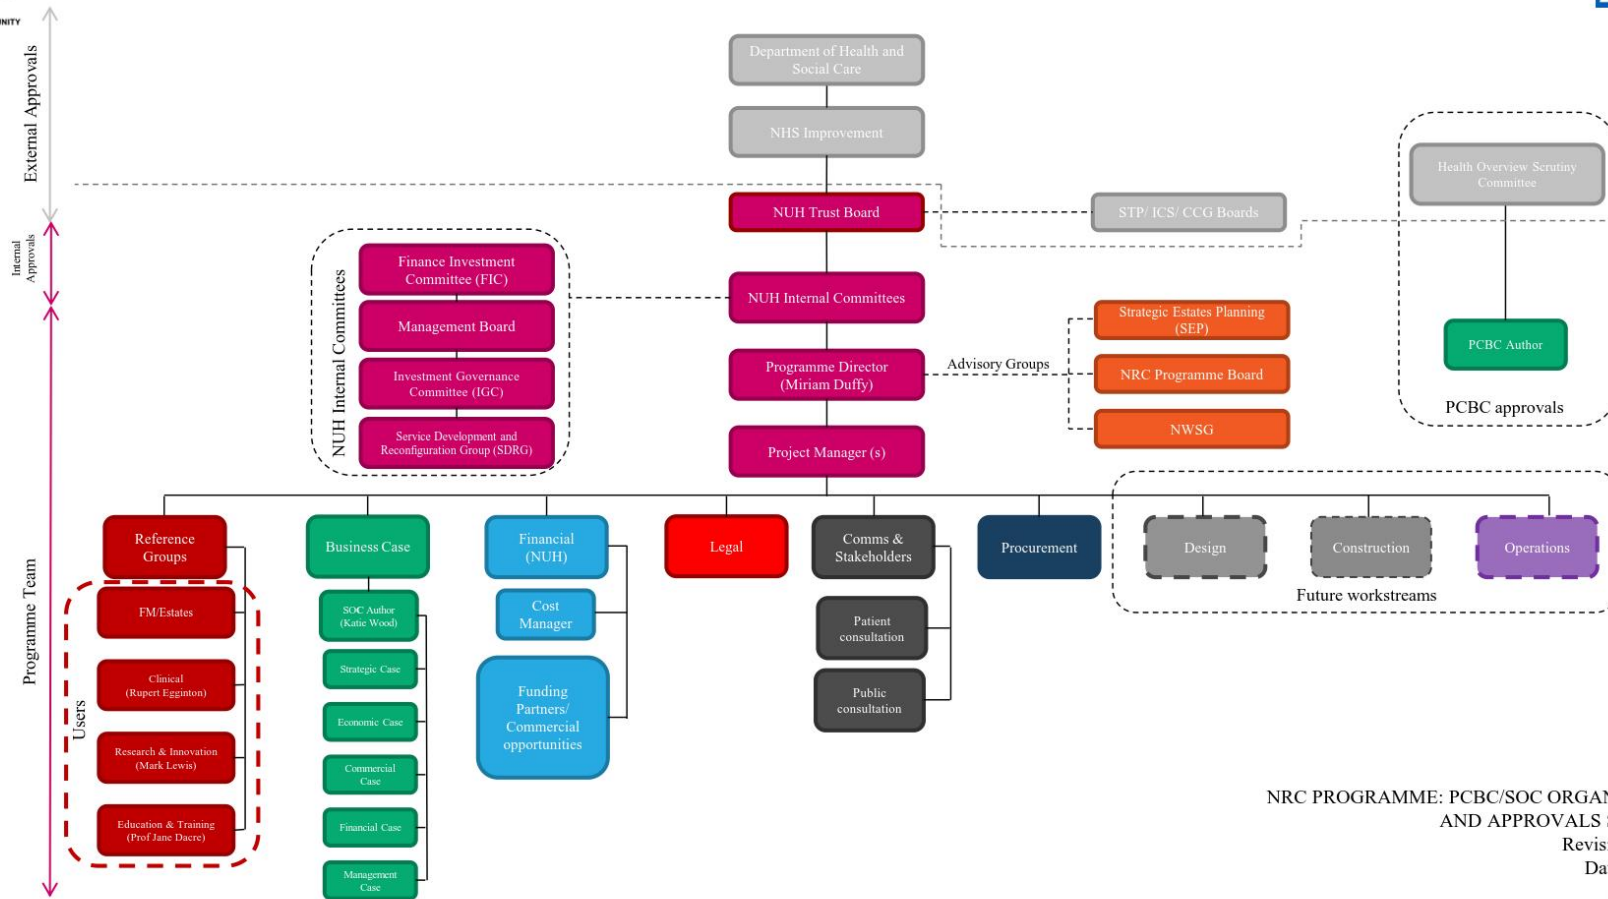 UNITY
External Approvals
Internal
Approvals
Programme Team
Department of Health and
Social Care
NHS Improvement
NUH Trust Board
STP/ ICS/ CCG Boards
Health Overview Scrutiny
Committee
PCBC Author
PCBC approvals
NUH Internal Committees
Finance Investment
Committee (FIC)
Management Board
Investment Governance
Committee (IGC)
Service Development and
Reconfiguration Group (SDRG)
NUH Internal Committees
Programme Director
(Miriam Duffy)
Project Manager (s)
Advisory Groups
Strategic Estates Planning
(SEP)
NRC Programme Board
NWSG
Reference
Groups
Users
FM/Estates
Clinical
(Rupert Egginton)
Research & Innovation
(Mark Lewis)
Education & Training
(Prof Jane Dacre)
Business Case
SOC Author
(Katie Wood)
Strategic Case
Economic Case
Commercial
Case
Financial Case
Management
Case
Financial
(NUH)
Cost
Manager
Funding
Partners/
Commercial
opportunities
Legal
Comms &
Stakeholders
Patient
consultation
Public
consultation
Procurement
Design
Construction
Operations
Future workstreams
NRC PROGRAMME: PCBC/SOC ORGAN
AND APPROVALS
Revis
Da